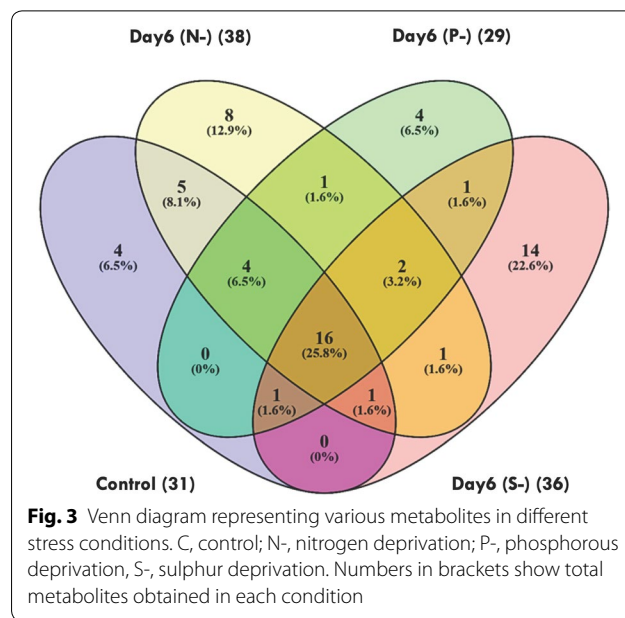 Day6 (N-) (38) Day6 (P-) (29)
8 4
(12.9%) (6.5%)
5 1 1
(8.1%) (1.6%) (1.6%)
4 4 2 14
(6.5%) (6.5%) (3.2%) (22.6%)
0 16 1
(0%) (25.8%) (1.6%)
1 1
(1.6%) (1.6%)
0
(0%)
Control (31) Day6 (S-) (36)
Fig. 3 Venn diagram representing various metabolites in different
stress conditions. C, control; N-, nitrogen deprivation; P-, phosphorous
deprivation, S-, sulphur deprivation. Numbers in brackets show total
metabolites obtained in each condition